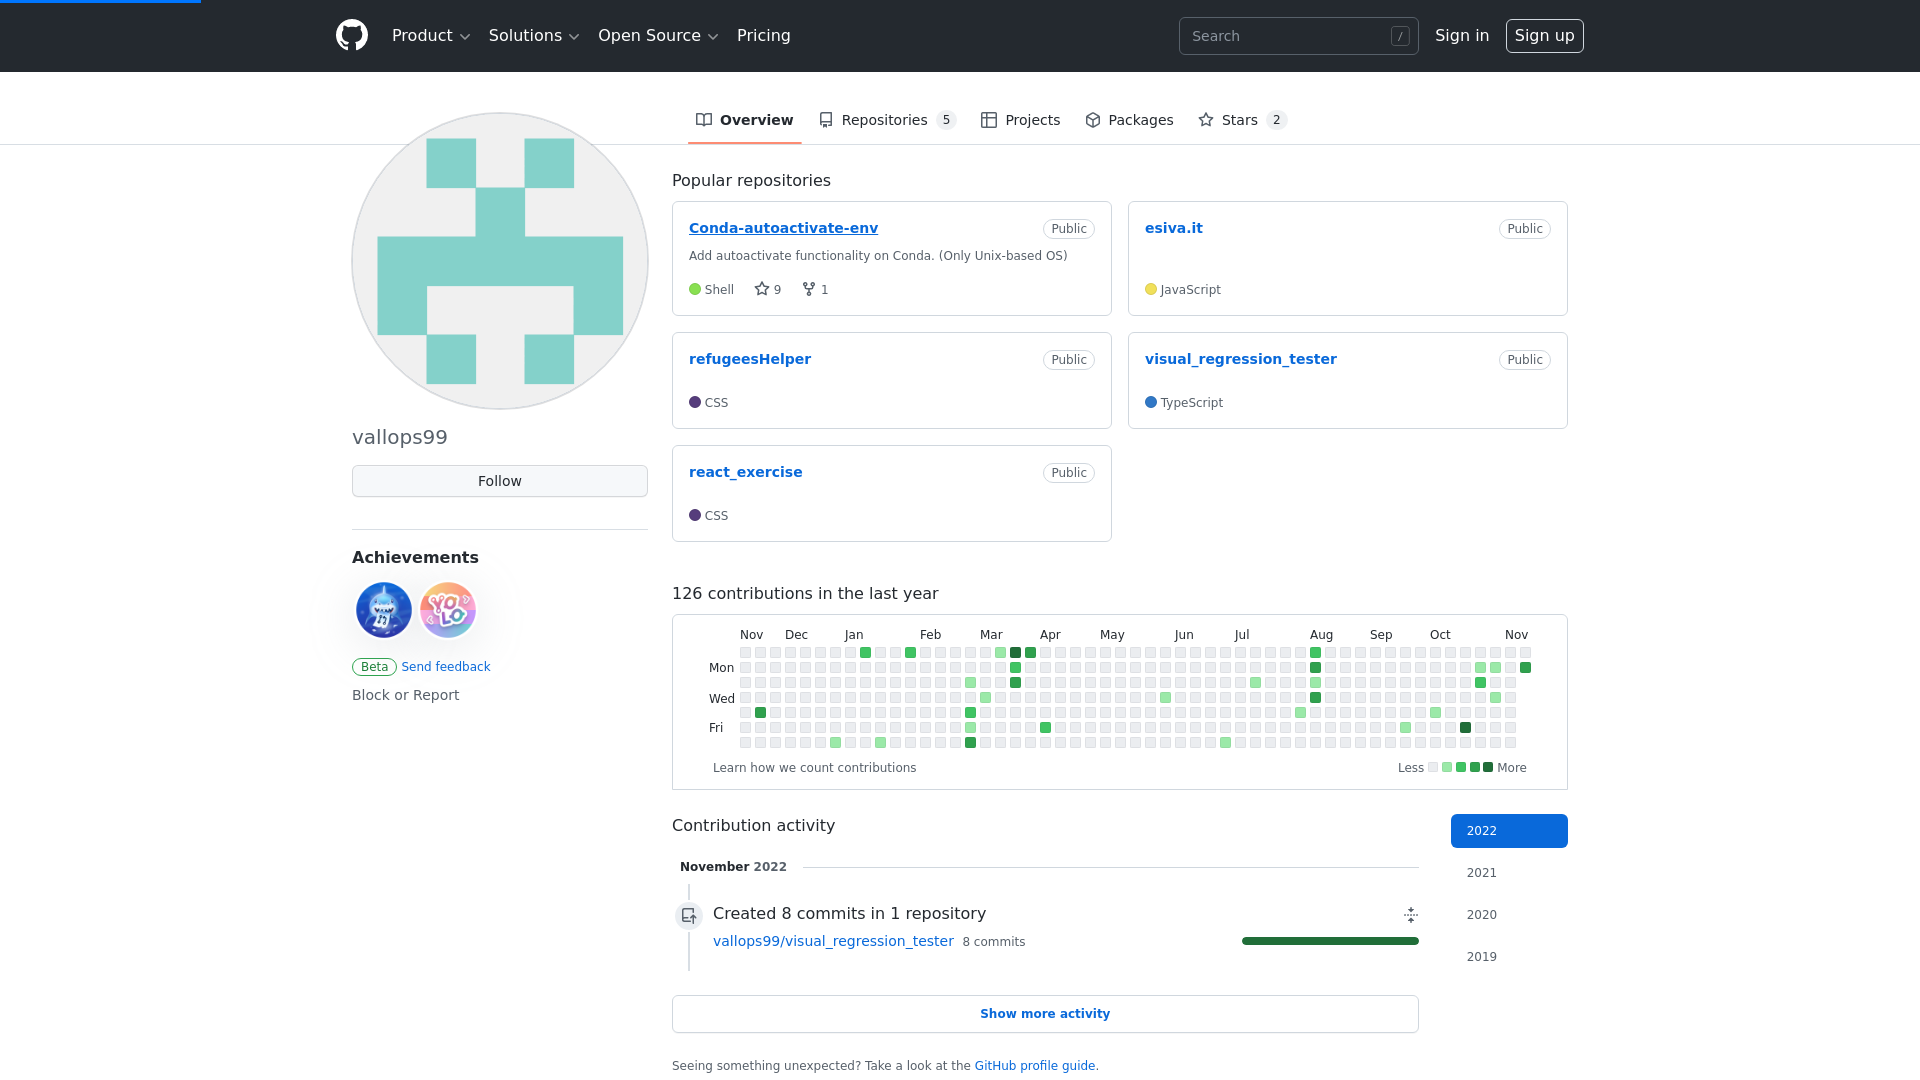 Product Solutions Open Source Pricing Search / Sign in Sign up
Overview Repositories 5 Projects Packages Stars 2
vallops99
Follow
Achievements
YOLO
Beta Send feedback
Block or Report
Popular repositories
Conda-autoactivate-env Public
Add autoactivate functionality on Conda. (Only Unix-based OS)
Shell 9 1
esiva.it Public
JavaScript
refugeesHelper Public
CSS
visual_regression_tester Public
TypeScript
react_exercise Public
CSS
126 contributions in the last year
Nov Dec Jan Feb Mar Apr May Jun Jul Aug Sep Oct Nov
Mon
Wed
Fri
Learn how we count contributions Less More
Contribution activity
November 2022
Created 8 commits in 1 repository
vallops99/visual_regression_tester 8 commits
Show more activity
Seeing something unexpected? Take a look at the GitHub profile guide.
2022
2021
2020
2019